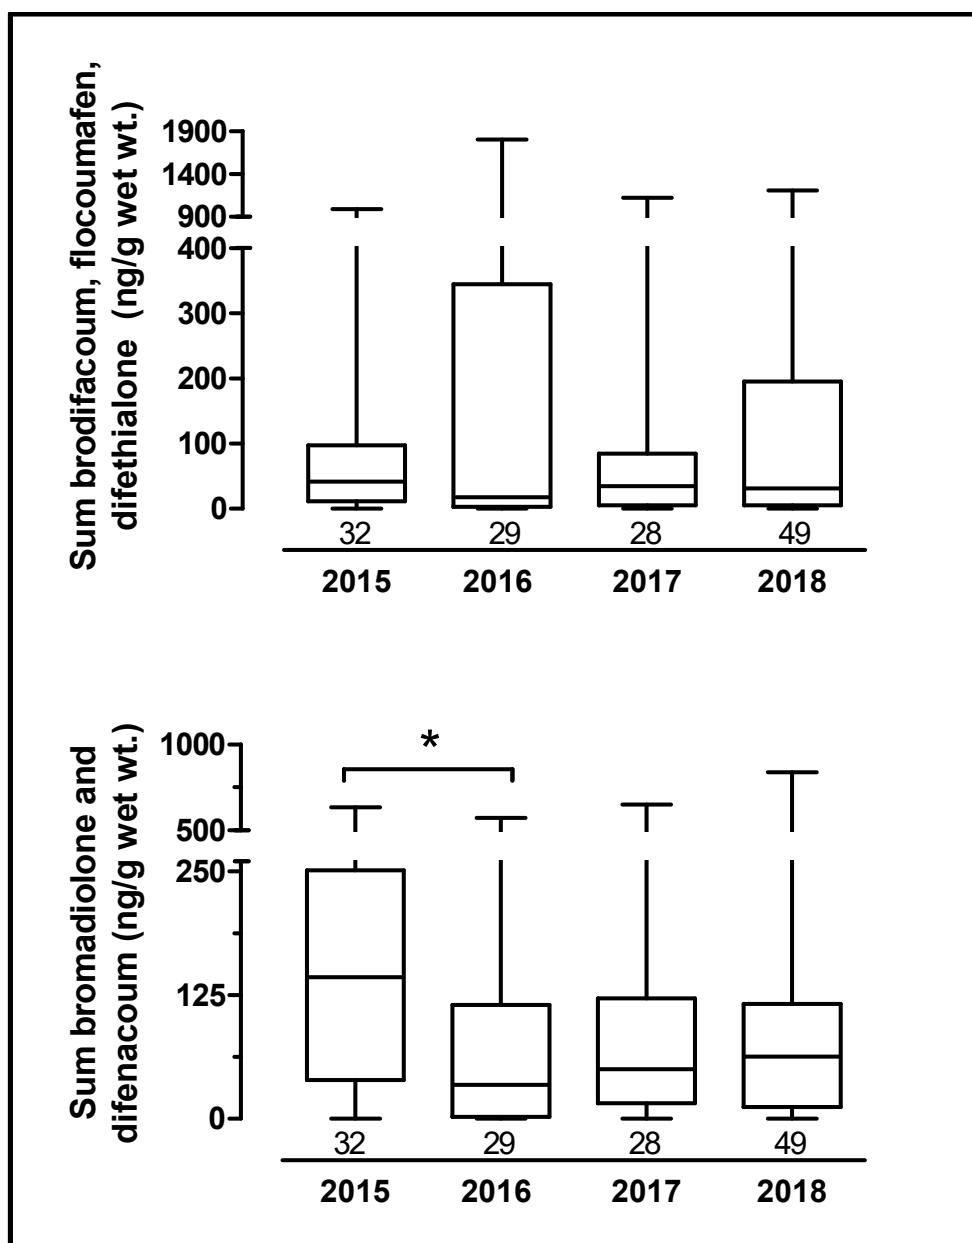 Sum brodifacoum, flocoumafen,
difethialone (ng/g wet wt.)
1900
1400
900
400
300
200
100
0
32 29 28 49
2015 2016 2017 2018
Sum bromadiolone and
difenacoum (ng/g wet wt.)
*
1000
500
250
125
0
32 29 28 49
2015 2016 2017 2018